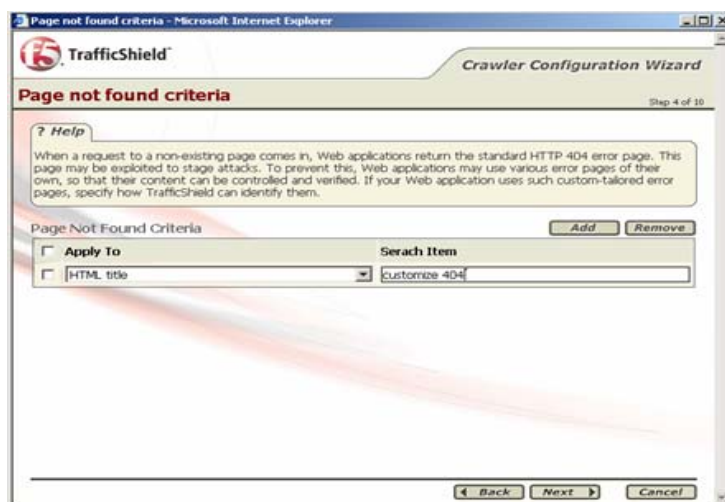 Page not found criteria - Microsoft Internet Explorer
f5 TrafficShield™
Crawler Configuration Wizard
Page not found criteria
Step 4 of 10
? Help
When a request to a non-existing page comes in, Web applications return the standard HTTP 404 error page. This
page may be exploited to stage attacks. To prevent this, Web applications may use various error pages of their
own, so that their content can be controlled and verified. If your Web application uses such custom-tailored error
pages, specify how TrafficShield can identify them.
Page Not Found Criteria
Add Remove
Apply To Serach Item
HTML title customize 404
Back Next Cancel